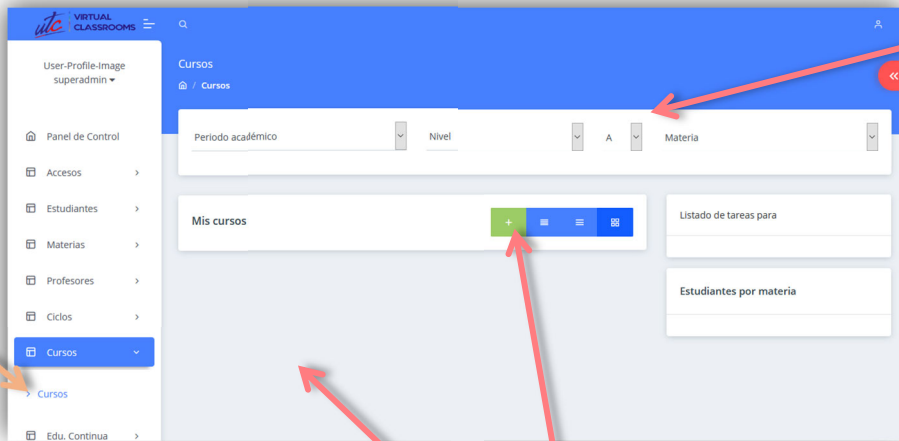 utc VIRTUAL
CLASSROOMS
User-Profile-Image
superadmin
Panel de Control
Accesos
Estudiantes
Materias
Profesores
Ciclos
Cursos
Cursos
Edu. Continua
Cursos
/ Cursos
Periodo académico
Nivel
A
Materia
Mis cursos
Listado de tareas para
Estudiantes por materia